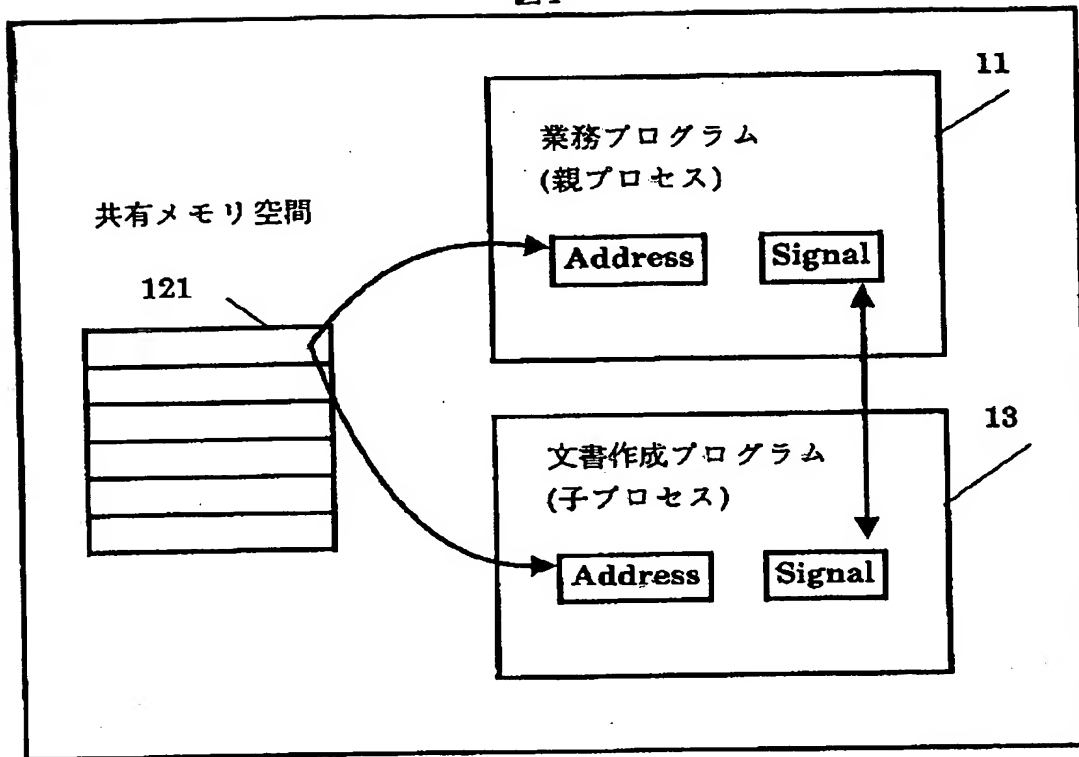 11
業務プログラム
(親プロセス)
共有メモリ空間
Address
Signal
121
13
文書作成プログラム
(子プロセス)
Address
Signal